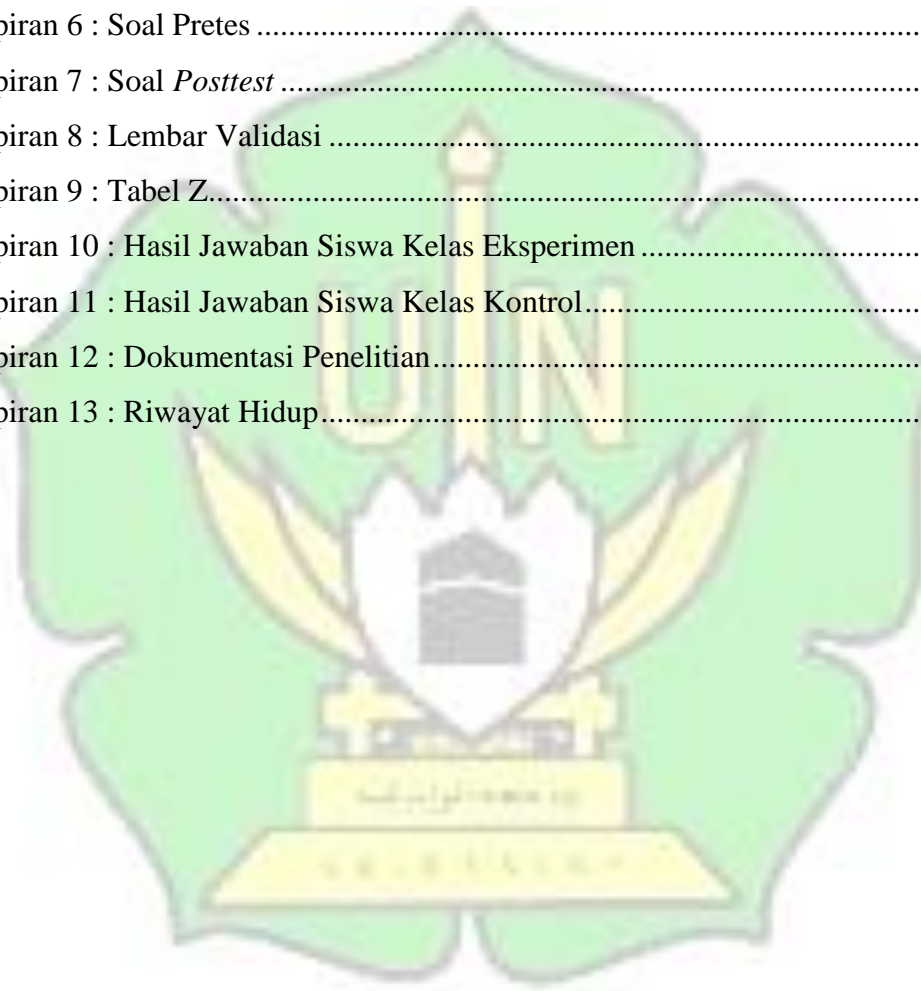 piran 6 : Soal Pretes ....................................................................................
piran 7 : Soal Posttest .................................................................................
piran 8 : Lembar Validasi ...........................................................................
piran 9 : Tabel Z..........................................................................................
piran 10 : Hasil Jawaban Siswa Kelas Eksperimen ...................................
piran 11 : Hasil Jawaban Siswa Kelas Kontrol..........................................
piran 12 : Dokumentasi Penelitian.............................................................
piran 13 : Riwayat Hidup...........................................................................
UIN